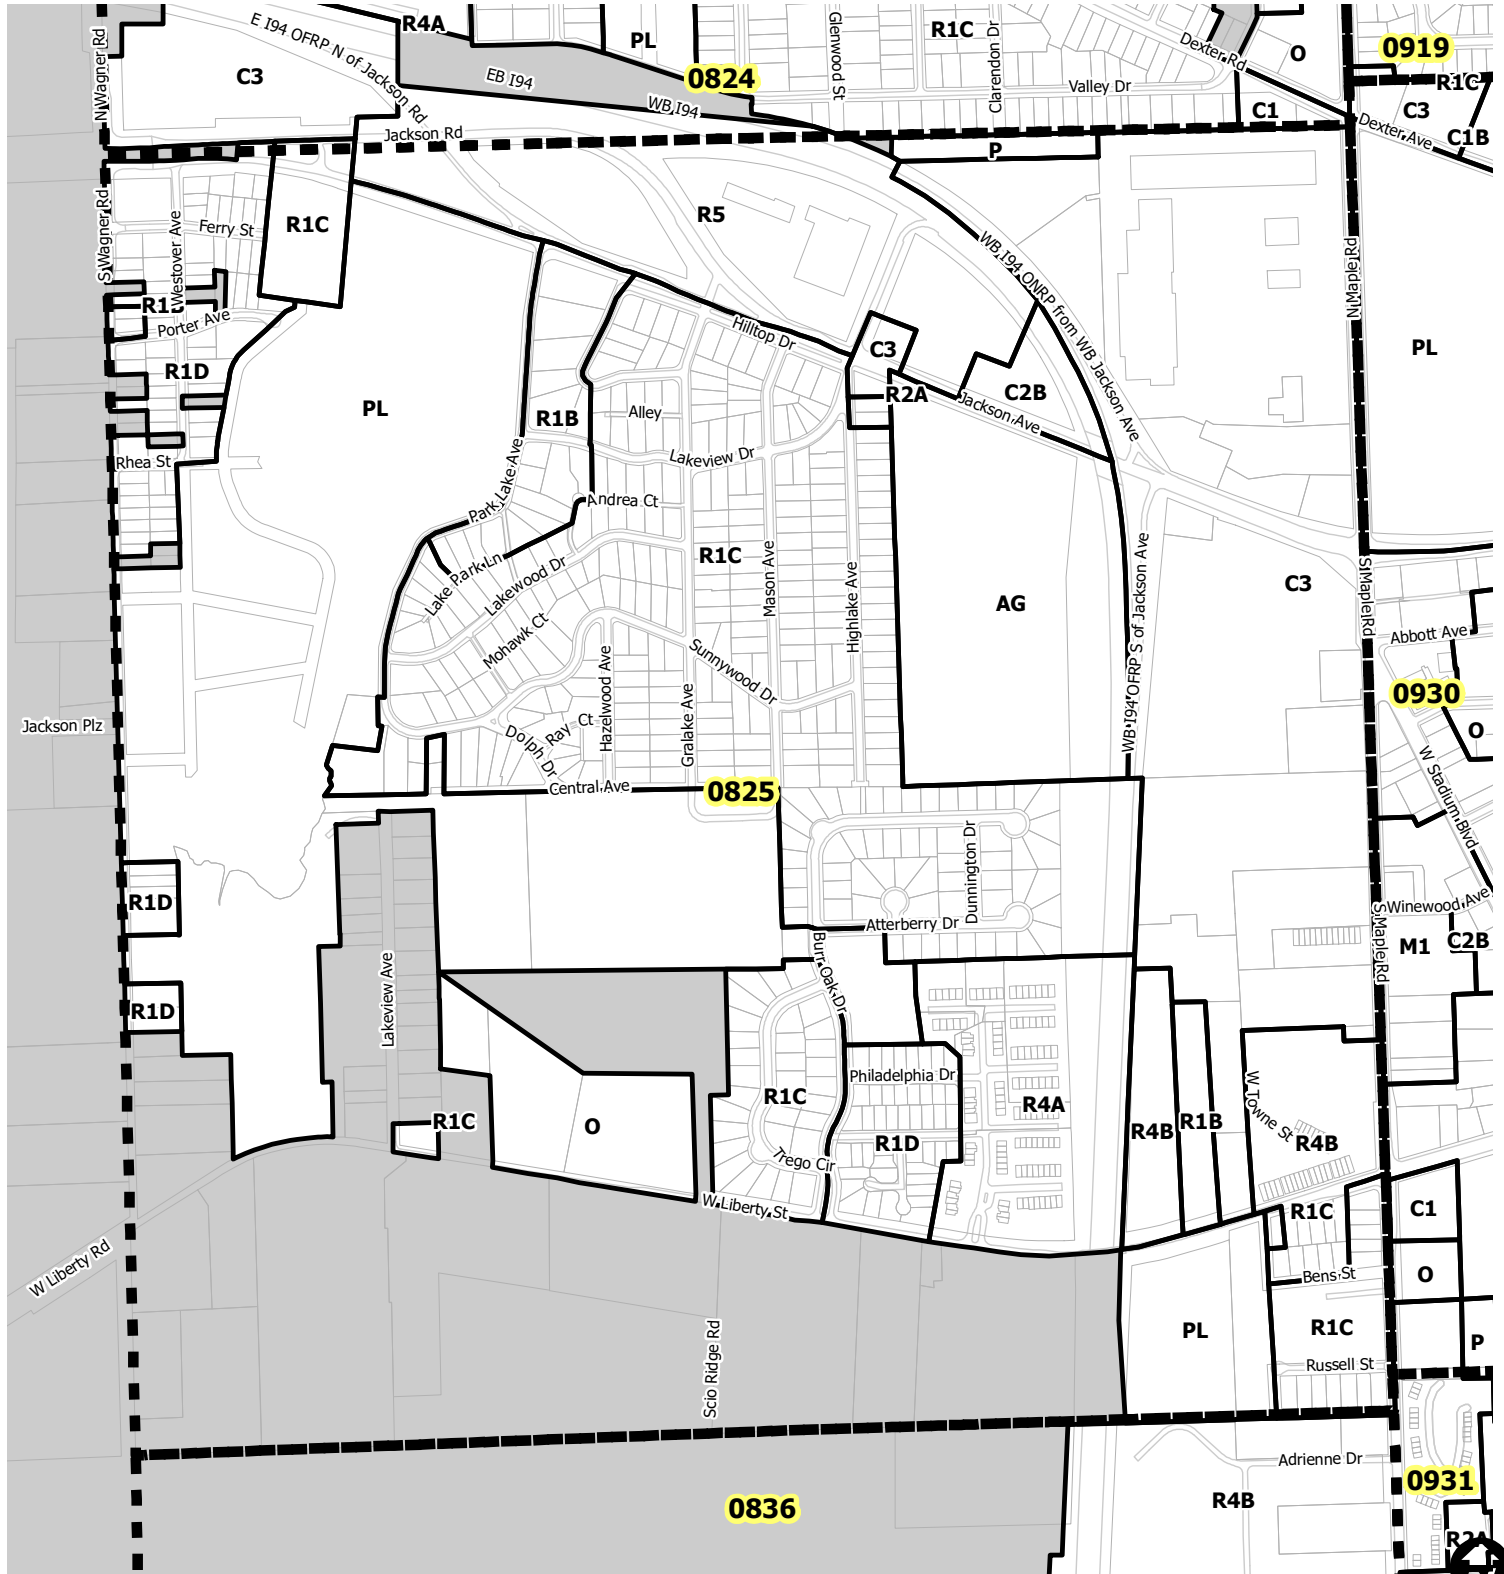 R4A
E I94 OFRP N of Jackson Rd
N Wagner Rd
C3
PL
EB I94
WB I94
0824
Glenwood St
R1C
Clarendon Dr
Valley Dr
Dexter Rd
O
0919
R1C
C1
C3
Dexter Ave
C1B
Jackson Rd
P
S Wagner Rd
Westover Ave
Ferry St
R1C
R5
WB I94 ONRP from WB Jackson Ave
N Maple Rd
R1B
Porter Ave
Hilltop Dr
C3
PL
R1D
PL
R1B
Alley
R2A
C2B
Jackson Ave
Rhea St
Park Lake Ave
Lakeview Dr
Andrea Ct
R1C
Mason Ave
Highlake Ave
Lake Park Ln
Lakewood Dr
AG
WB I94 OFRP S of Jackson Ave
C3
S Maple Rd
Abbott Ave
Mohawk Ct
Sunnywood Dr
Hazelwood Ave
Gralake Ave
0930
Jackson Plz
Dolph Dr
Ray Ct
O
W Stadium Blvd
Central Ave
0825
Dunnington Dr
R1D
Atterberry Dr
Winewood Ave
S Maple Rd
M1
C2B
Lakeview Ave
Burr Oak Dr
R1D
Philadelphia Dr
R1C
R4A
W Towne St
R1C
O
R4B
R1B
R4B
R1D
Trego Cir
W Liberty St
R1C
C1
W Liberty Rd
Bens St
O
Scio Ridge Rd
PL
R1C
P
Russell St
Adrienne Dr
0931
0836
R4B
R2A